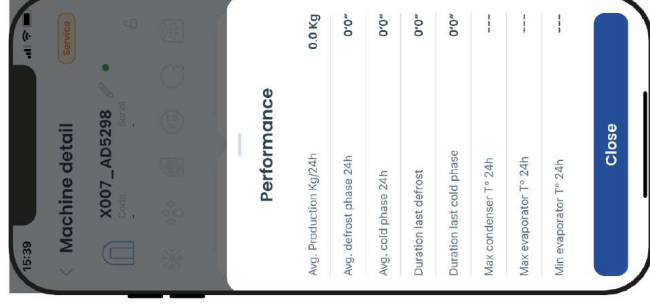 15:39
Machine detail
Service
X007_AD5298
Code
Serial
-
-
Performance
Avg. Production Kg/24h 0.0 Kg
Avg. defrost phase 24h 0'0"
Avg. cold phase 24h 0'0"
Duration last defrost 0'0"
Duration last cold phase 0'0"
Max condenser T° 24h ---
Max evaporator T° 24h ---
Min evaporator T° 24h ---
Close